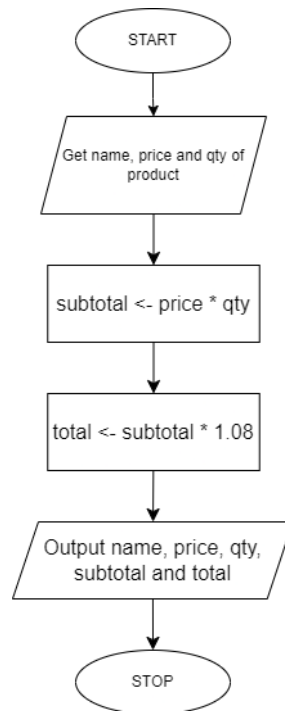 START
Get name, price and qty of
product
subtotal <- price * qty
total <- subtotal * 1.08
Output name, price, qty,
subtotal and total
STOP